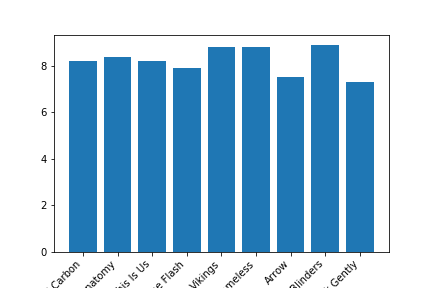 8
6
4
2
0
Carbon
natomy
his Is Us
e Flash
Vikings
meless
Arrow
Blinders
Gently